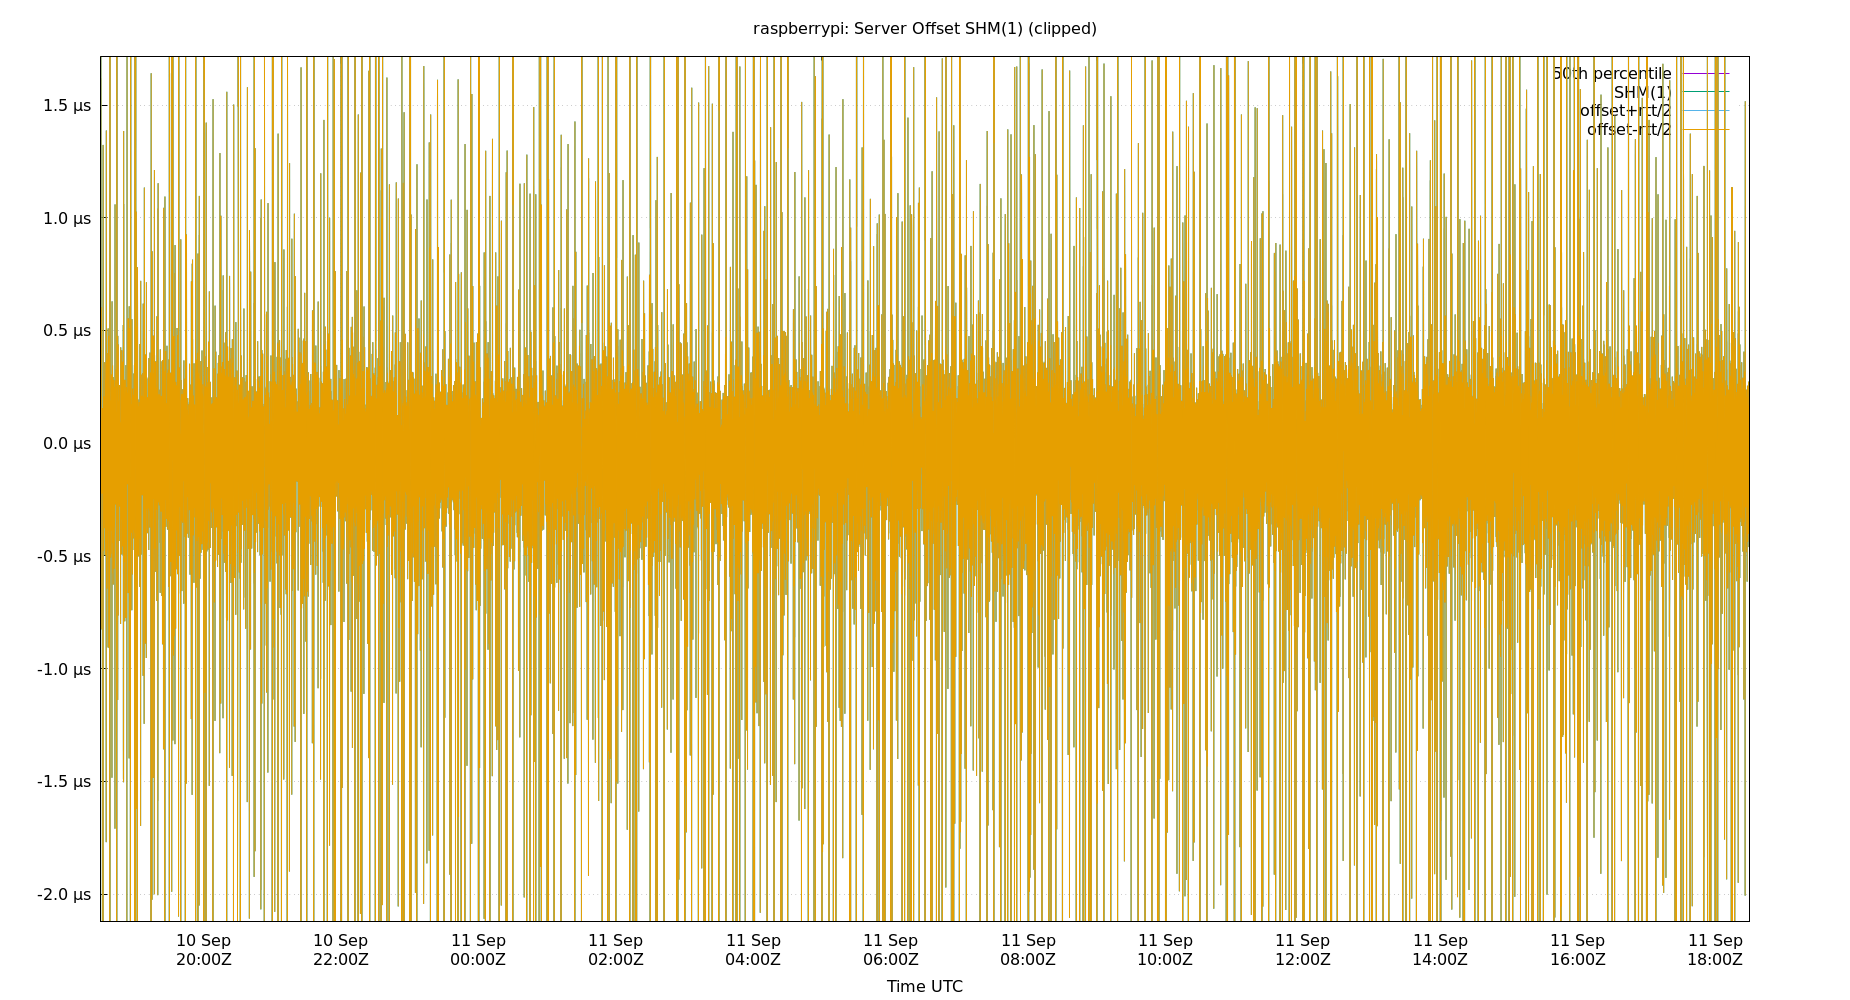 raspberrypi: Server Offset SHM(1) (clipped)
50th percentile
SHM(1)
offset+rtt/2
offset-rtt/2
1.5 µs
1.0 µs
0.5 µs
0.0 µs
-0.5 µs
-1.0 µs
-1.5 µs
-2.0 µs
10 Sep 10 Sep 11 Sep 11 Sep 11 Sep 11 Sep 11 Sep 11 Sep 11 Sep 11 Sep 11 Sep 11 Sep
20:00Z 22:00Z 00:00Z 02:00Z 04:00Z 06:00Z 08:00Z 10:00Z 12:00Z 14:00Z 16:00Z 18:00Z
Time UTC